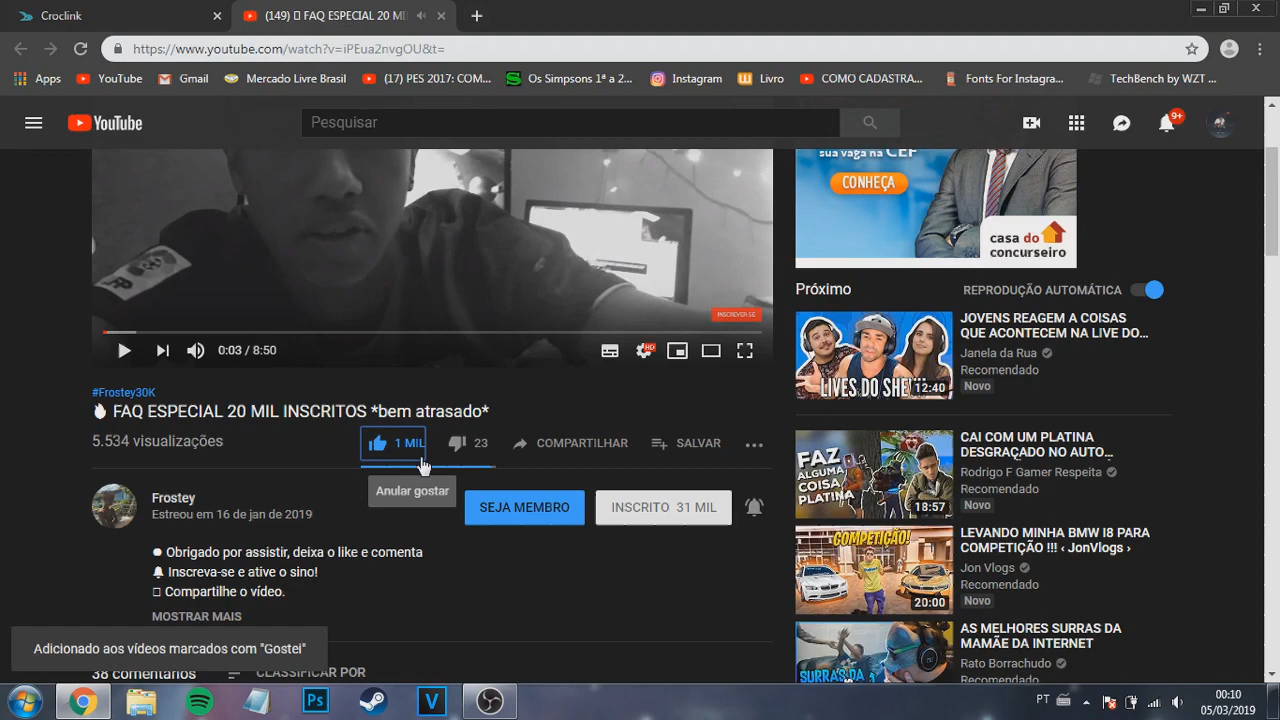 Croclink
(149) FAQ ESPECIAL 20 MI
https://www.youtube.com/watch?v=iPEua2nvgOU&t=
Apps YouTube Gmail Mercado Livre Brasil (17) PES 2017: COM... Os Simpsons 1ª a 2... Instagram Livro COMO CADASTRA... Fonts For Instagra... TechBench by WZT ...
YouTube Pesquisar 9+
sua vaga na CEF
CONHEÇA
casa do
concurseiro
INSCREVER-SE
0:03 / 8:50 HD
Próximo REPRODUÇÃO AUTOMÁTICA
LIVES DO SHE
12:40
JOVENS REAGEM A COISAS
QUE ACONTECEM NA LIVE DO...
Janela da Rua
Recomendado
Novo
#Frostey30K
FAQ ESPECIAL 20 MIL INSCRITOS *bem atrasado*
5.534 visualizações 1 MIL 23 COMPARTILHAR SALVAR
Anular gostar
Frostey
Estreou em 16 de jan de 2019
SEJA MEMBRO INSCRITO 31 MIL
Obrigado por assistir, deixa o like e comenta
Inscreva-se e ative o sino!
Compartilhe o vídeo.
MOSTRAR MAIS
Adicionado aos vídeos marcados com "Gostei"
38 comentários CLASSIFICAR POR
FAZ
ALGUMA
COISA
PLATINA
18:57
CAI COM UM PLATINA
DESGRAÇADO NO AUTO...
Rodrigo F Gamer Respeita
Recomendado
Novo
COMPETIÇÃO!
20:00
LEVANDO MINHA BMW I8 PARA
COMPETIÇÃO !!! ‹ JonVlogs ›
Jon Vlogs
Recomendado
Novo
SURRAS DA
AS MELHORES SURRAS DA
MAMÃE DA INTERNET
Rato Borrachudo
Recomendado
Ps V PT 00:10
05/03/2019